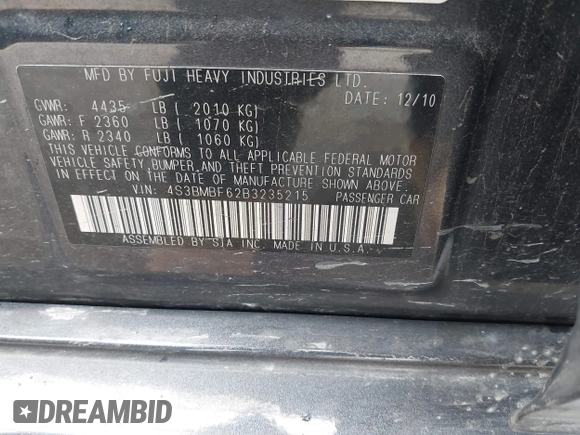 MFD BY FUJI HEAVY INDUSTRIES LTD.
DATE: 12/10
GVWR: 4435 LB ( 2010 KG)
GAWR: F 2360 LB ( 1070 KG)
GAWR: R 2340 LB ( 1060 KG)
THIS VEHICLE CONFORMS TO ALL APPLICABLE FEDERAL MOTOR
VEHICLE SAFETY, BUMPER, AND THEFT PREVENTION STANDARDS
IN EFFECT ON THE DATE OF MANUFACTURE SHOWN ABOVE.
VIN: 4S3BMBF62B3235215 PASSENGER CAR
ASSEMBLED BY SIA INC. MADE IN U.S.A.
DREAMBID